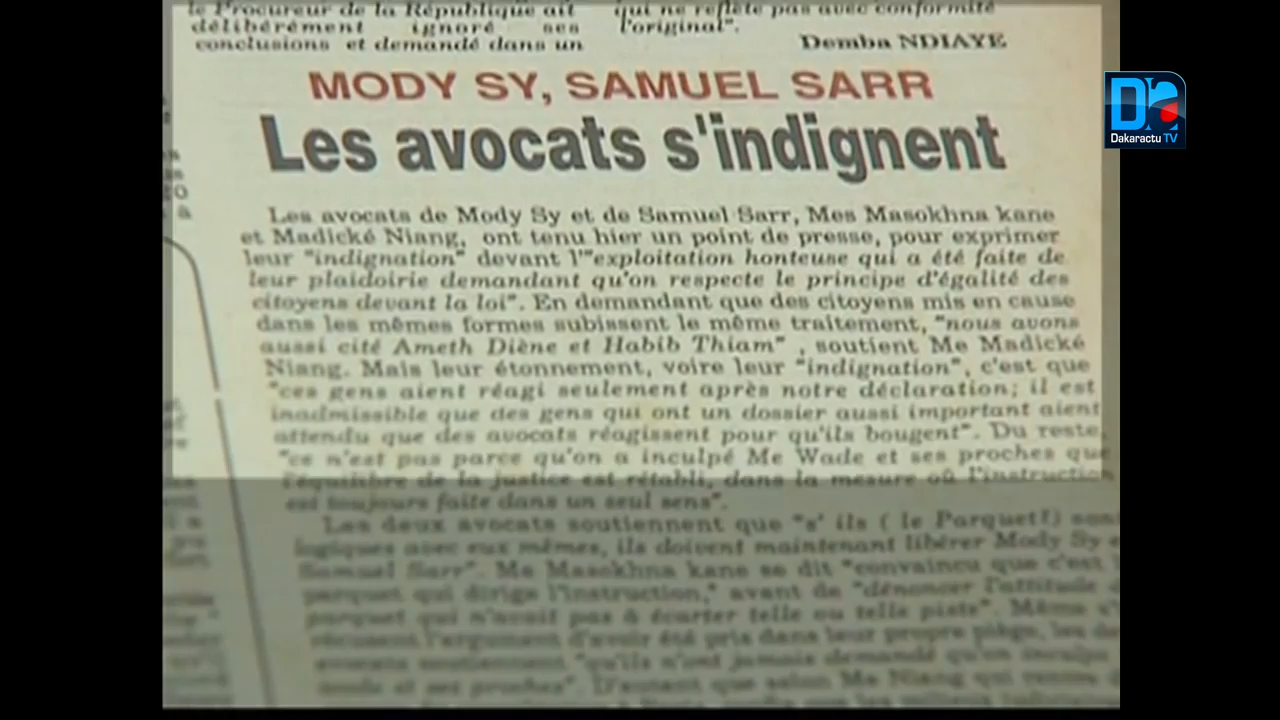 le Procureur de la République ait
délibérément ignoré ses
conclusions et demandé dans un
qui ne reflète pas avec conformité
l'original".
Demba NDIAYE
MODY SY, SAMUEL SARR
Les avocats s'indignent
Les avocats de Mody Sy et de Samuel Sarr, Mes Masokhna kane
et Madické Niang, ont tenu hier un point de presse, pour exprimer
leur "indignation" devant l'"exploitation honteuse qui a été faite de
leur plaidoirie demandant qu'on respecte le principe d'égalité des
citoyens devant la loi". En demandant que des citoyens mis en cause
dans les mêmes formes subissent le même traitement, "nous avons
aussi cité Ameth Diène et Habib Thiam" , soutient Me Madické
Niang. Mais leur étonnement, voire leur "indignation", c'est que
"ces gens aient réagi seulement après notre déclaration; il est
inadmissible que des gens qui ont un dossier aussi important aient
attendu que des avocats réagissent pour qu'ils bougent". Du reste,
"ce n'est pas parce qu'on a inculpé Me Wade et ses proches que
l'équilibre de la justice est rétabli, dans la mesure où l'instruction
est toujours faite dans un seul sens".
Les deux avocats soutiennent que "s' ils ( le Parquet!) sont
logiques avec eux mêmes, ils doivent maintenant libérer Mody Sy e
Samuel Sarr". Me Masokhna kane se dit "convaincu que c'est l
parquet qui dirige l'instruction," avant de "dénoncer l'attitude d
parquet qui n'avait pas à écarter telle ou telle piste". Même s'
récusent l'argument d'avoir été pris dans leur propre piège, les de
avocats soutiennent "qu'ils n'ont jamais demandé qu'on inculpe
et ses proches". D'autant que selon Me Niang qui
Dakaractu TV